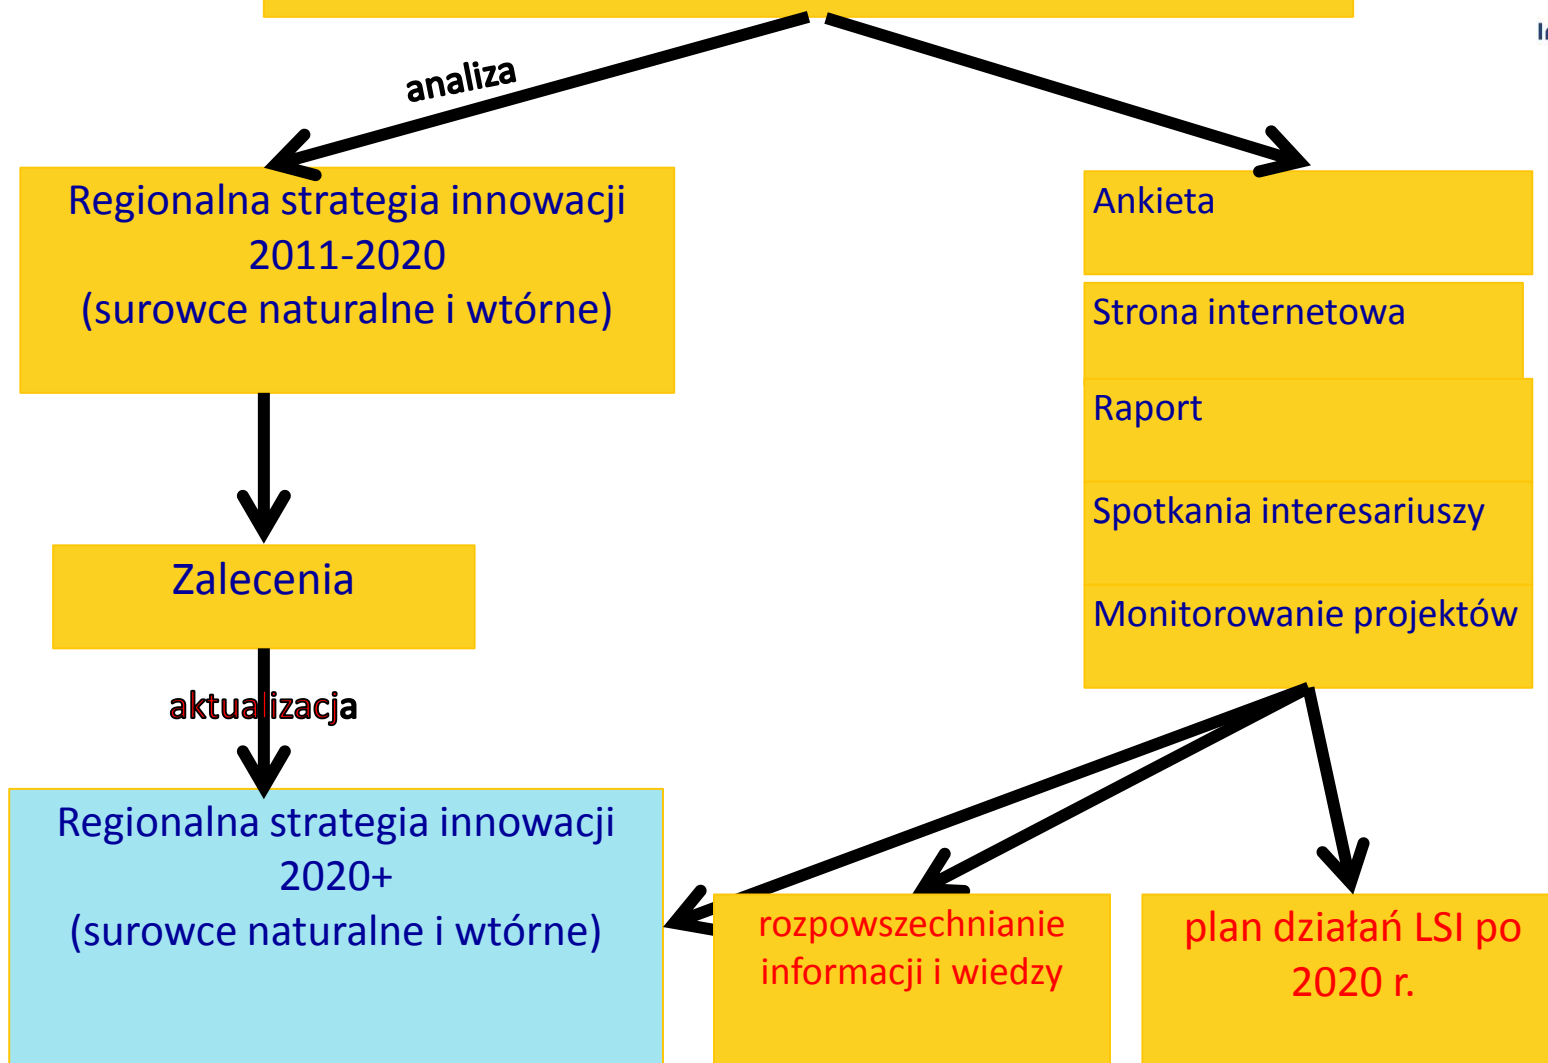 analiza
Regionalna strategia innowacji
2011-2020
(surowce naturalne i wtórne)
Ankieta
Strona internetowa
Raport
Spotkania interesariuszy
Monitorowanie projektów
Zalecenia
aktualizacja
Regionalna strategia innowacji
2020+
(surowce naturalne i wtórne)
rozpowszechnianie
informacji i wiedzy
plan działań LSI po
2020 r.